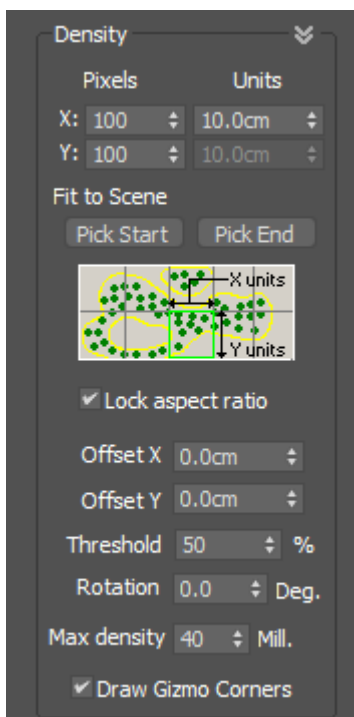 Density
Pixels Units
X: 100 10.0cm
Y: 100 10.0cm
Fit to Scene
Pick Start Pick End
X units
Y units
Lock aspect ratio
Offset X 0.0cm
Offset Y 0.0cm
Threshold 50 %
Rotation 0.0 Deg.
Max density 40 Mill.
Draw Gizmo Corners